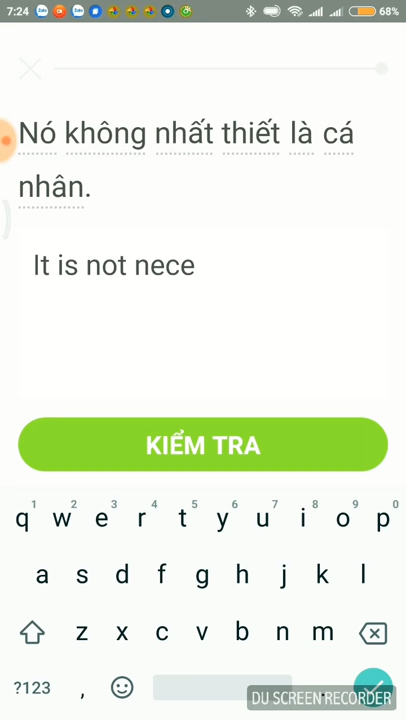 7:24 68%
Nó không nhất thiết là cá
nhân.
It is not nece
KIỂM TRA
1 2 3 4 5 6 7 8 9 0
q w e r t y u i o p
a s d f g h j k l
z x c v b n m
?123 , .
DU SCREEN RECORDER